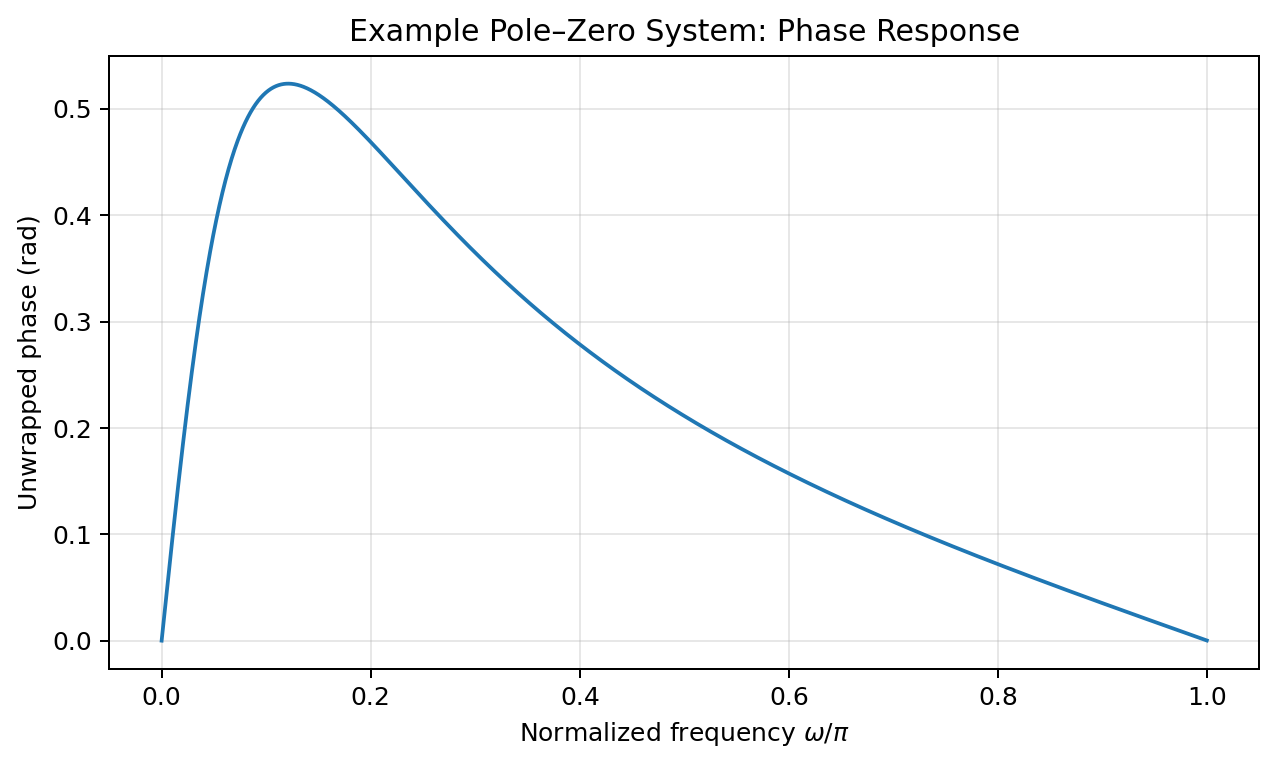 Example Pole–Zero System: Phase Response
Unwrapped phase (rad)
0.5
0.4
0.3
0.2
0.1
0.0
0.0 0.2 0.4 0.6 0.8 1.0
Normalized frequency ω/π